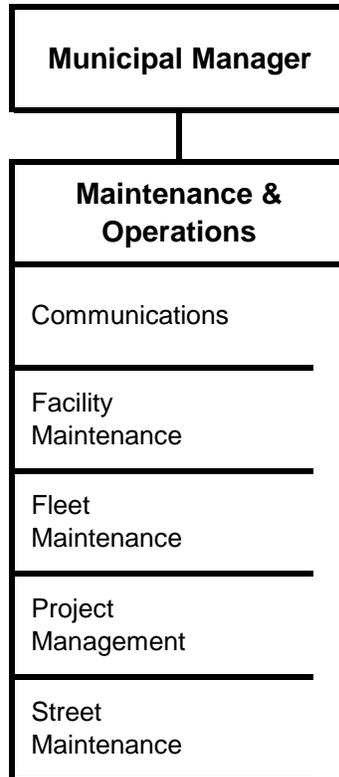 Municipal Manager
Maintenance &
Operations
Communications
Facility
Maintenance
Fleet
Maintenance
Project
Management
Street
Maintenance